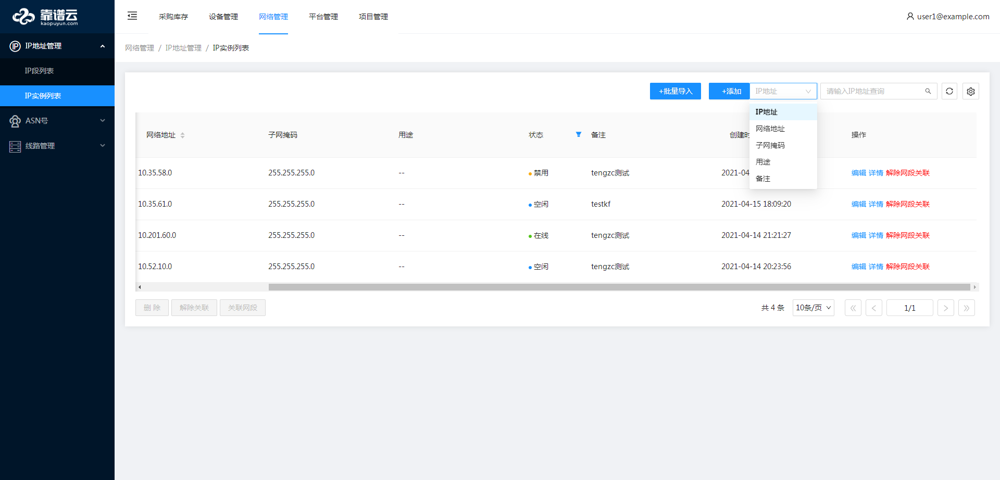 靠谱云
kaopuyun.com
采购库存 设备管理 网络管理 平台管理 项目管理
user1@example.com
IP地址管理
IP段列表
IP实例列表
ASN号
线路管理
网络管理 / IP地址管理 / IP实例列表
+批量导入 +添加 IP地址 请输入IP地址查询
IP地址
网络地址
子网掩码
用途
备注
网络地址 子网掩码 用途 状态 备注 创建时 操作
10.35.58.0 255.255.255.0 -- 禁用 tengzc测试 2021-04 编辑 详情 解除网段关联
10.35.61.0 255.255.255.0 -- 空闲 testkf 2021-04-15 18:09:20 编辑 详情 解除网段关联
10.201.60.0 255.255.255.0 -- 在线 tengzc测试 2021-04-14 21:21:27 编辑 详情 解除网段关联
10.52.10.0 255.255.255.0 -- 空闲 tengzc测试 2021-04-14 20:23:56 编辑 详情 解除网段关联
删 除 解除关联 关联网段 共 4 条 10条/页 1/1